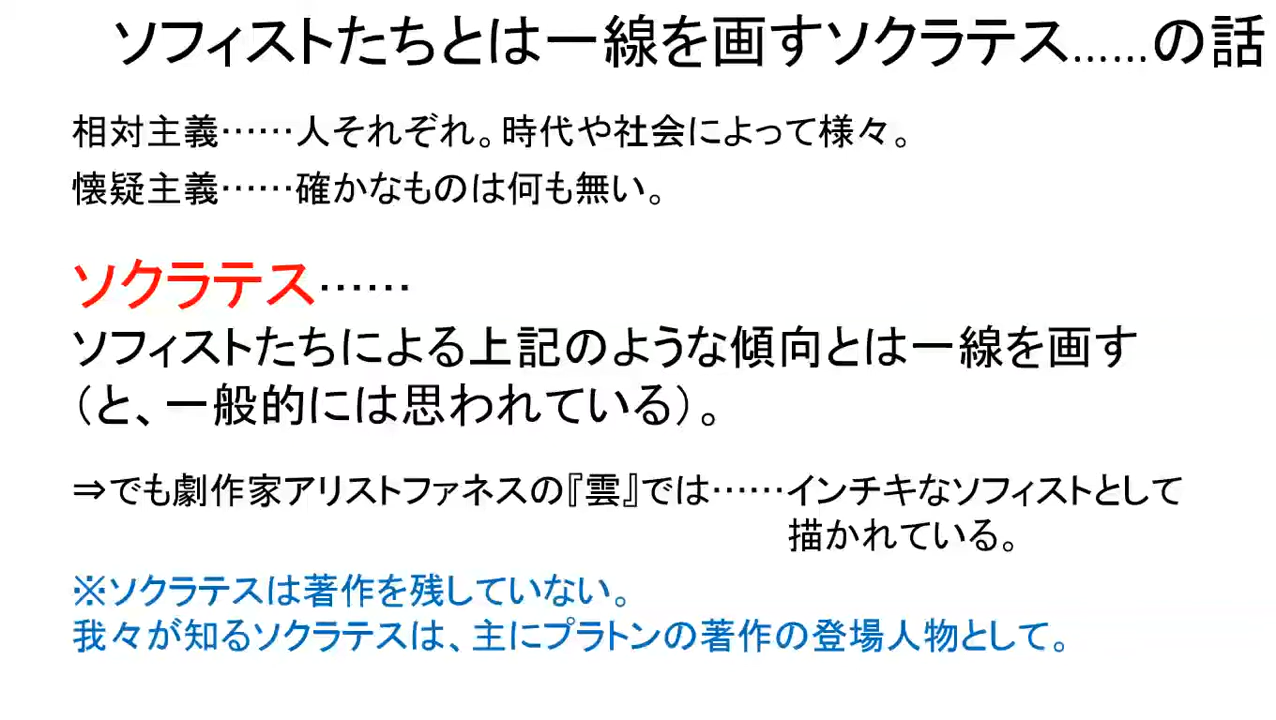 ソフィストたちとは一線を画すソクラテス……の話
相対主義……人それぞれ。時代や社会によって様々。
懐疑主義……確かなものは何も無い。
ソクラテス……
ソフィストたちによる上記のような傾向とは一線を画す
（と、一般的には思われている）。
⇒でも劇作家アリストファネスの『雲』では……インチキなソフィストとして
描かれている。
※ソクラテスは著作を残していない。
我々が知るソクラテスは、主にプラトンの著作の登場人物として。